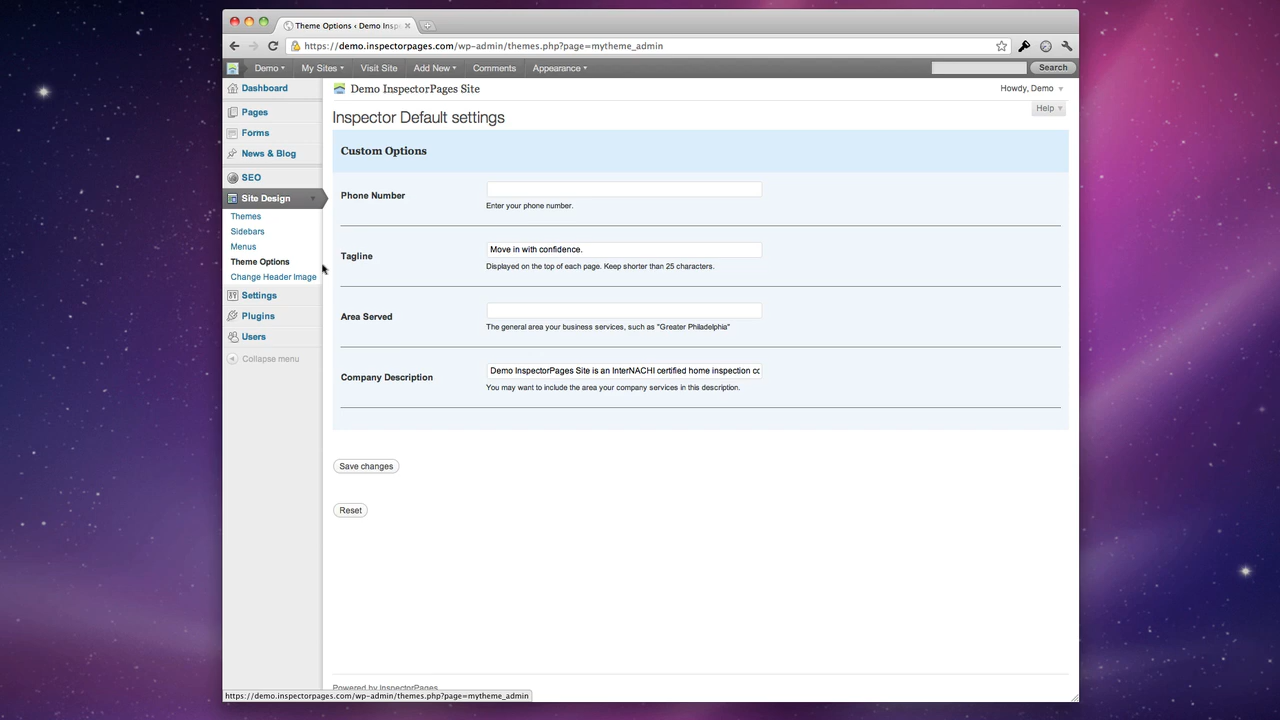 Theme Options ‹ Demo Insp
https://demo.inspectorpages.com/wp-admin/themes.php?page=mytheme_admin
Demo
My Sites
Visit Site
Add New
Comments
Appearance
Search
Dashboard
Pages
Forms
News & Blog
SEO
Site Design
Themes
Sidebars
Menus
Theme Options
Change Header Image
Settings
Plugins
Users
Collapse menu
Demo InspectorPages Site
Howdy, Demo
Help
Inspector Default settings
Custom Options
Phone Number
Enter your phone number.
Tagline
Move in with confidence.
Displayed on the top of each page. Keep shorter than 25 characters.
Area Served
The general area your business services, such as "Greater Philadelphia"
Company Description
Demo InspectorPages Site is an InterNACHI certified home inspection co
You may want to include the area your company services in this description.
Save changes
Reset
Powered by InspectorPages
https://demo.inspectorpages.com/wp-admin/themes.php?page=mytheme_admin